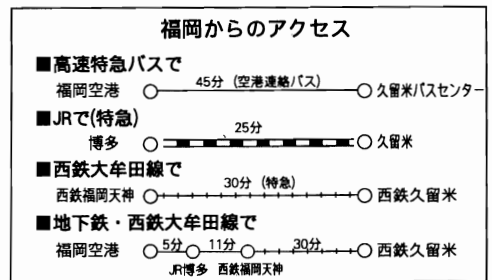 福岡からのアクセス
■高速特急バスで
福岡空港 45分（空港連絡バス） 久留米バスセンター
■JRで(特急)
博多 25分 久留米
■西鉄大牟田線で
西鉄福岡天神 30分（特急） 西鉄久留米
■地下鉄・西鉄大牟田線で
福岡空港 5分 11分 30分 西鉄久留米
JR博多 西鉄福岡天神